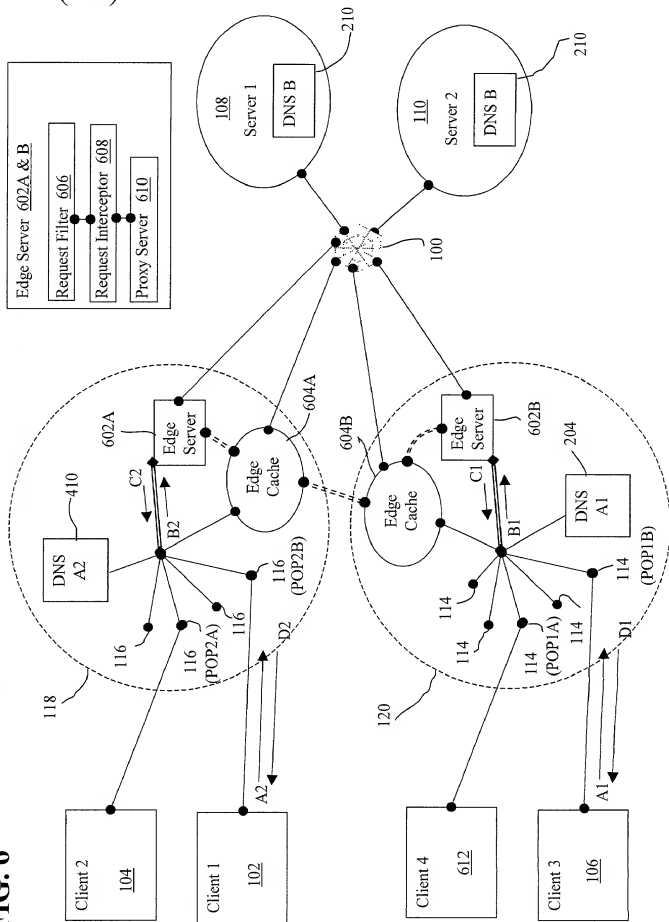 FIG. 6
Client 2
104
Client 1
102
Client 4
612
Client 3
106
118
120
A2
D2
A1
D1
DNS
A2
410
C2
B2
116
116
(POP2A)
116
116
(POP2B)
602A
Edge
Server
Edge
Cache
604A
604B
Edge
Cache
Edge
Server
602B
C1
B1
204
DNS
A1
114
114
114
(POP1A)
114
114
(POP1B)
Edge Server 602A & B
Request Filter 606
Request Interceptor 608
Proxy Server 610
100
108
Server 1
DNS B
210
110
Server 2
DNS B
210